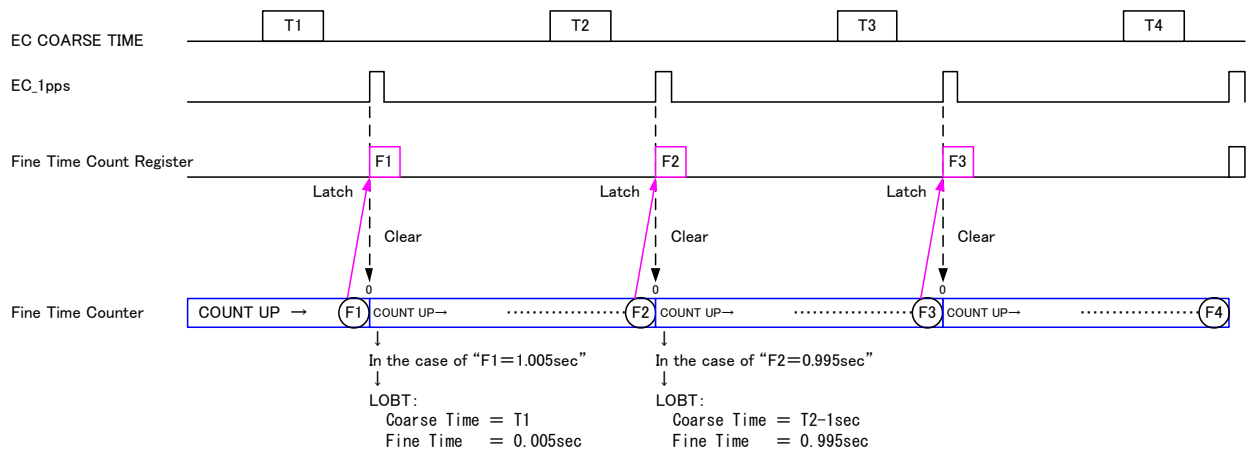 EC COARSE TIME T1 T2 T3 T4
EC_1pps
Fine Time Count Register F1 F2 F3
Latch Latch Latch
Clear Clear Clear
0 0 0
Fine Time Counter COUNT UP → F1 COUNT UP→ F2 COUNT UP→ F3 COUNT UP→ F4
↓ ↓
In the case of “F1＝1.005sec” In the case of “F2＝0.995sec”
↓ ↓
LOBT: LOBT:
Coarse Time ＝ T1 Coarse Time ＝ T2-1sec
Fine Time ＝ 0.005sec Fine Time ＝ 0.995sec